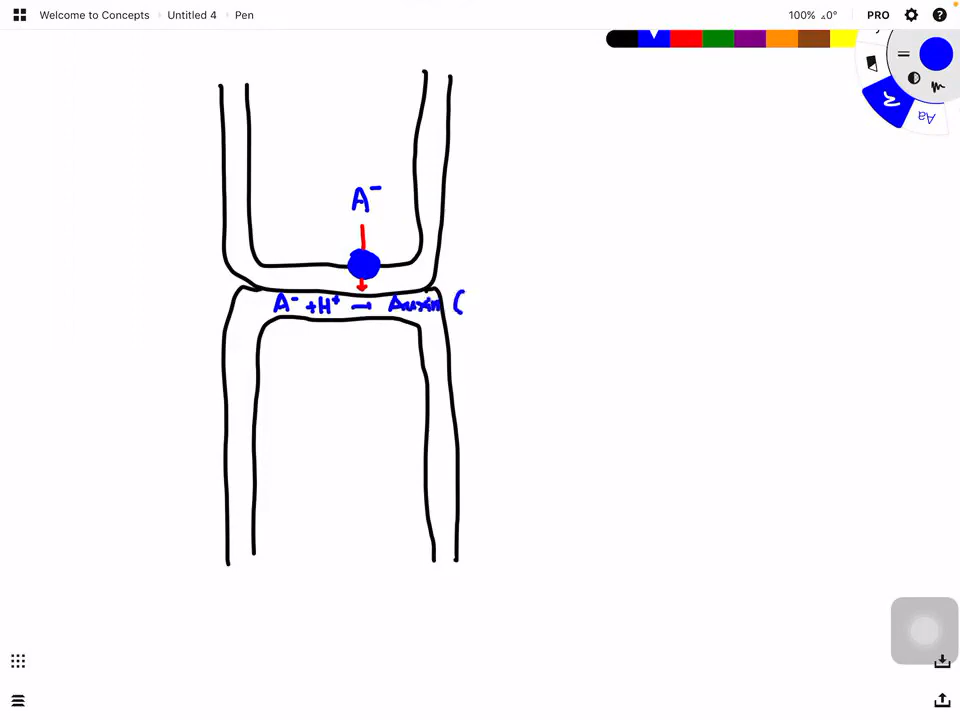 Welcome to Concepts Untitled 4 Pen 100% 0° PRO
Aa
A⁻
A⁻ + H⁺ → Auxin (